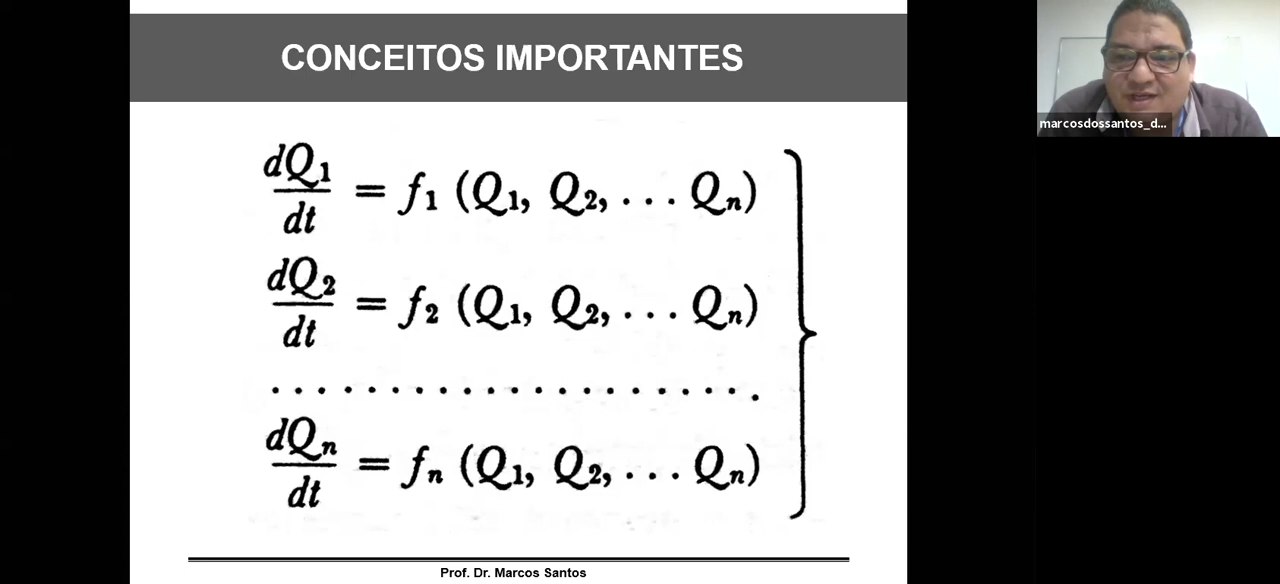 CONCEITOS IMPORTANTES
marcosdossantos_d...
dQ₁/dt = f₁ (Q₁, Q₂, . . . Qₙ)
dQ₂/dt = f₂ (Q₁, Q₂, . . . Qₙ)
. . . . . . . . . . . . . . . . . . . . .
dQₙ/dt = fₙ (Q₁, Q₂, . . . Qₙ)
Prof. Dr. Marcos Santos